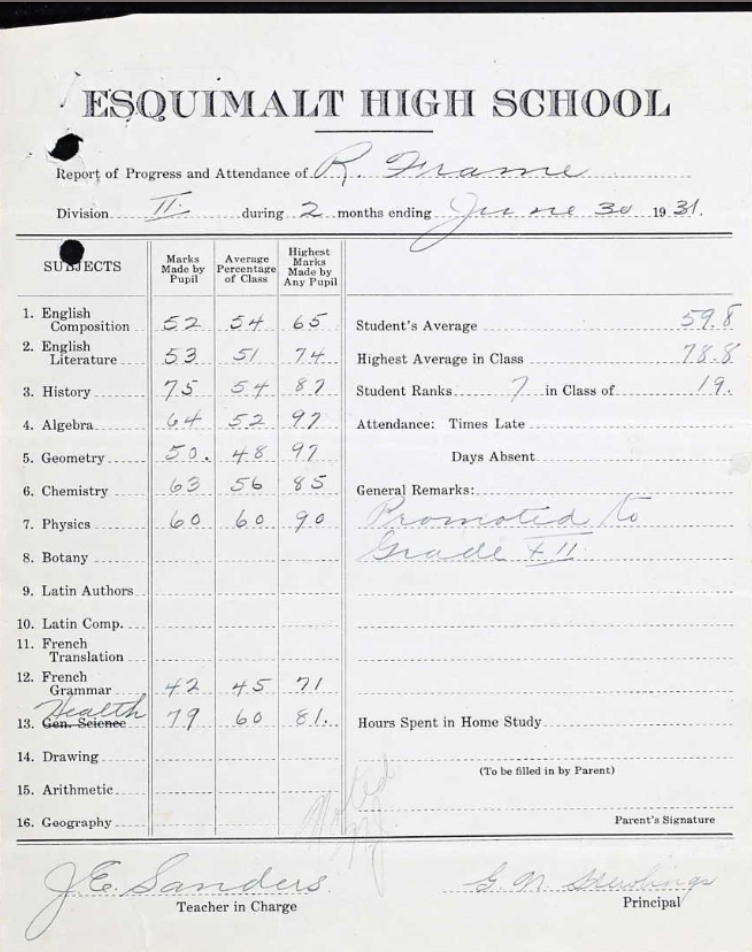 ESQUIMALT HIGH SCHOOL
Report of Progress and Attendance of R. Frame
Division II. during 2 months ending June 30 1931.
SUBJECTS Marks Made by Pupil Average Percentage of Class Highest Marks Made by Any Pupil
1. English Composition 52 54 65
2. English Literature 53 51 74
3. History 75 54 87
4. Algebra 64 52 97
5. Geometry 50. 48 97
6. Chemistry 63 56 85
7. Physics 60 60 90
8. Botany
9. Latin Authors
10. Latin Comp.
11. French Translation
12. French Grammar 42 45 71
Health
13. Gen. Science 79 60 81.
14. Drawing
15. Arithmetic
16. Geography
Student's Average 59.8
Highest Average in Class 78.8
Student Ranks 7 in Class of 19.
Attendance: Times Late
Days Absent
General Remarks:
Promoted to
Grade XII
Hours Spent in Home Study
(To be filled in by Parent)
Parent's Signature
Noted
J.E. Sanders
Teacher in Charge
G. N.
Principal